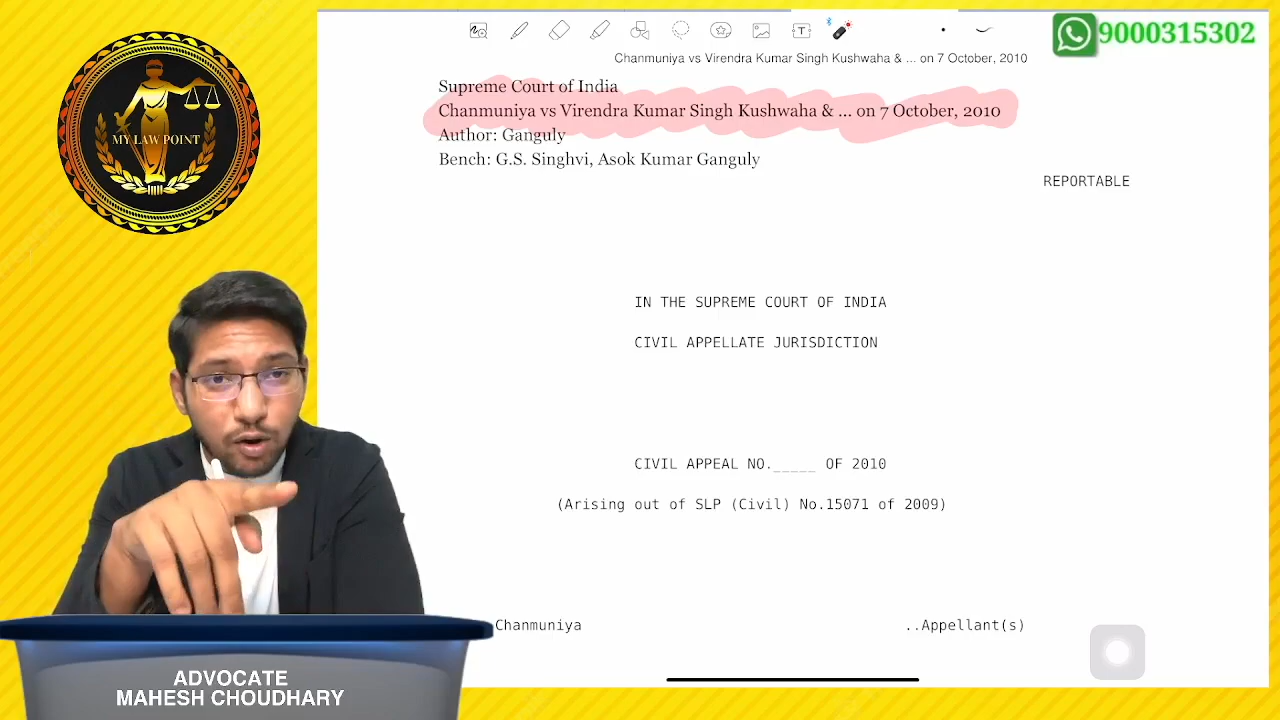 9000315302
Chanmuniya vs Virendra Kumar Singh Kushwaha & ... on 7 October, 2010
Supreme Court of India
Chanmuniya vs Virendra Kumar Singh Kushwaha & ... on 7 October, 2010
Author: Ganguly
Bench: G.S. Singhvi, Asok Kumar Ganguly
REPORTABLE
MY LAW POINT
IN THE SUPREME COURT OF INDIA
CIVIL APPELLATE JURISDICTION
CIVIL APPEAL NO._____ OF 2010
(Arising out of SLP (Civil) No.15071 of 2009)
Chanmuniya ..Appellant(s)
ADVOCATE
MAHESH CHOUDHARY